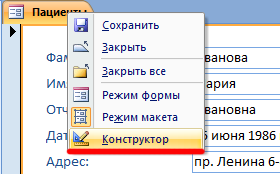 Пациенты
Сохранить
Закрыть
Закрыть все
Режим формы
Режим макета
Конструктор
Фам
ванова
Им
ария
Отч
вановна
Дат
6 июня 1986
Адрес:
пр. Ленина 6-